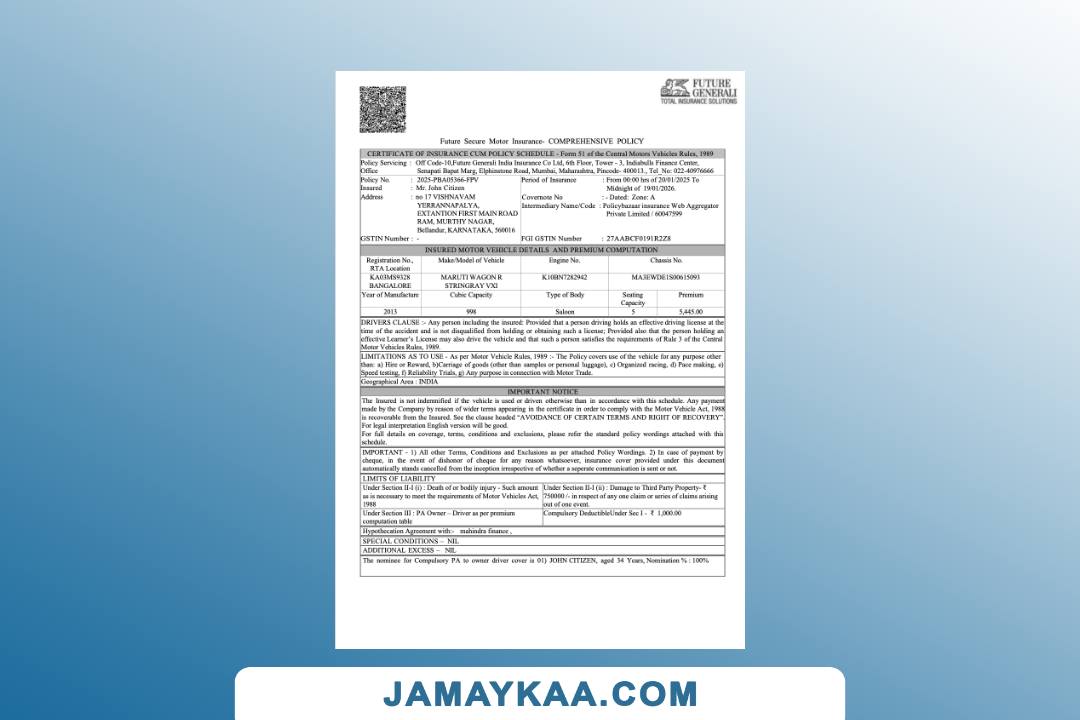 FUTURE
GENERALI
TOTAL INSURANCE SOLUTIONS
Future Secure Motor Insurance- COMPREHENSIVE POLICY
CERTIFICATE OF INSURANCE CUM POLICY SCHEDULE - Form 51 of the Central Motors Vehicles Rules, 1989
Policy Servicing : Off Code-10,Future Generali India Insurance Co Ltd, 6th Floor, Tower - 3, Indiabulls Finance Center,
Office Senapati Bapat Marg, Elphinstone Road, Mumbai, Maharashtra, Pincode- 400013., Tel_No: 022-40976666
Policy No. : 2025-PBA05366-FPV Period of Insurance : From 00:00 hrs of 20/01/2025 To
Insured : Mr. John Citizen Midnight of 19/01/2026.
Address : no 17 VISHNAVAM Covernote No : - Dated: Zone: A
YERRANNAPALYA, Intermediary Name/Code : Policybazaar insurance Web Aggregator
EXTANTION FIRST MAIN ROAD Private Limited / 60047599
RAM, MURTHY NAGAR,
Bellandur, KARNATAKA, 560016
GSTIN Number : - FGI GSTIN Number : 27AABCF0191R2Z8
INSURED MOTOR VEHICLE DETAILS AND PREMIUM COMPUTATION
Registration No., Make/Model of Vehicle Engine No. Chassis No.
RTA Location
KA03MS9328 MARUTI WAGON R K10BN7282942 MA3EWDE1S00615093
BANGALORE STRINGRAY VXI
Year of Manufacture Cubic Capacity Type of Body Seating Premium
Capacity
2013 998 Saloon 5 5,445.00
DRIVERS CLAUSE :- Any person including the insured: Provided that a person driving holds an effective driving license at the
time of the accident and is not disqualified from holding or obtaining such a license; Provided also that the person holding an
effective Learner's License may also drive the vehicle and that such a person satisfies the requirements of Rule 3 of the Central
Motor Vehicles Rules, 1989.
LIMITATIONS AS TO USE - As per Motor Vehicle Rules, 1989 :- The Policy covers use of the vehicle for any purpose other
than: a) Hire or Reward, b)Carriage of goods (other than samples or personal luggage), c) Organized racing, d) Pace making, e)
Speed testing, f) Reliability Trials, g) Any purpose in connection with Motor Trade.
Geographical Area : INDIA
IMPORTANT NOTICE
The Insured is not indemnified if the vehicle is used or driven otherwise than in accordance with this schedule. Any payment
made by the Company by reason of wider terms appearing in the certificate in order to comply with the Motor Vehicle Act, 1988
is recoverable from the Insured. See the clause headed "AVOIDANCE OF CERTAIN TERMS AND RIGHT OF RECOVERY".
For legal interpretation English version will be good.
For full details on coverage, terms, conditions and exclusions, please refer the standard policy wordings attached with this
schedule.
IMPORTANT - 1) All other Terms, Conditions and Exclusions as per attached Policy Wordings. 2) In case of payment by
cheque, in the event of dishonor of cheque for any reason whatsoever, insurance cover provided under this document
automatically stands cancelled from the inception irrespective of whether a seperate communication is sent or not.
LIMITS OF LIABILITY
Under Section II-I (i) : Death of or bodily injury - Such amount Under Section II-I (ii) : Damage to Third Party Property- ₹
as is necessary to meet the requirements of Motor Vehicles Act, 750000 /- in respect of any one claim or series of claims arising
1988 out of one event.
Under Section III : PA Owner – Driver as per premium Compulsory DeductibleUnder Sec I - ₹ 1,000.00
computation table
Hypothecation Agreement with:- mahindra finance ,
SPECIAL CONDITIONS – NIL
ADDITIONAL EXCESS – NIL
The nominee for Compulsory PA to owner driver cover is 01) JOHN CITIZEN, aged 34 Years, Nomination % : 100%
JAMAYKAA.COM